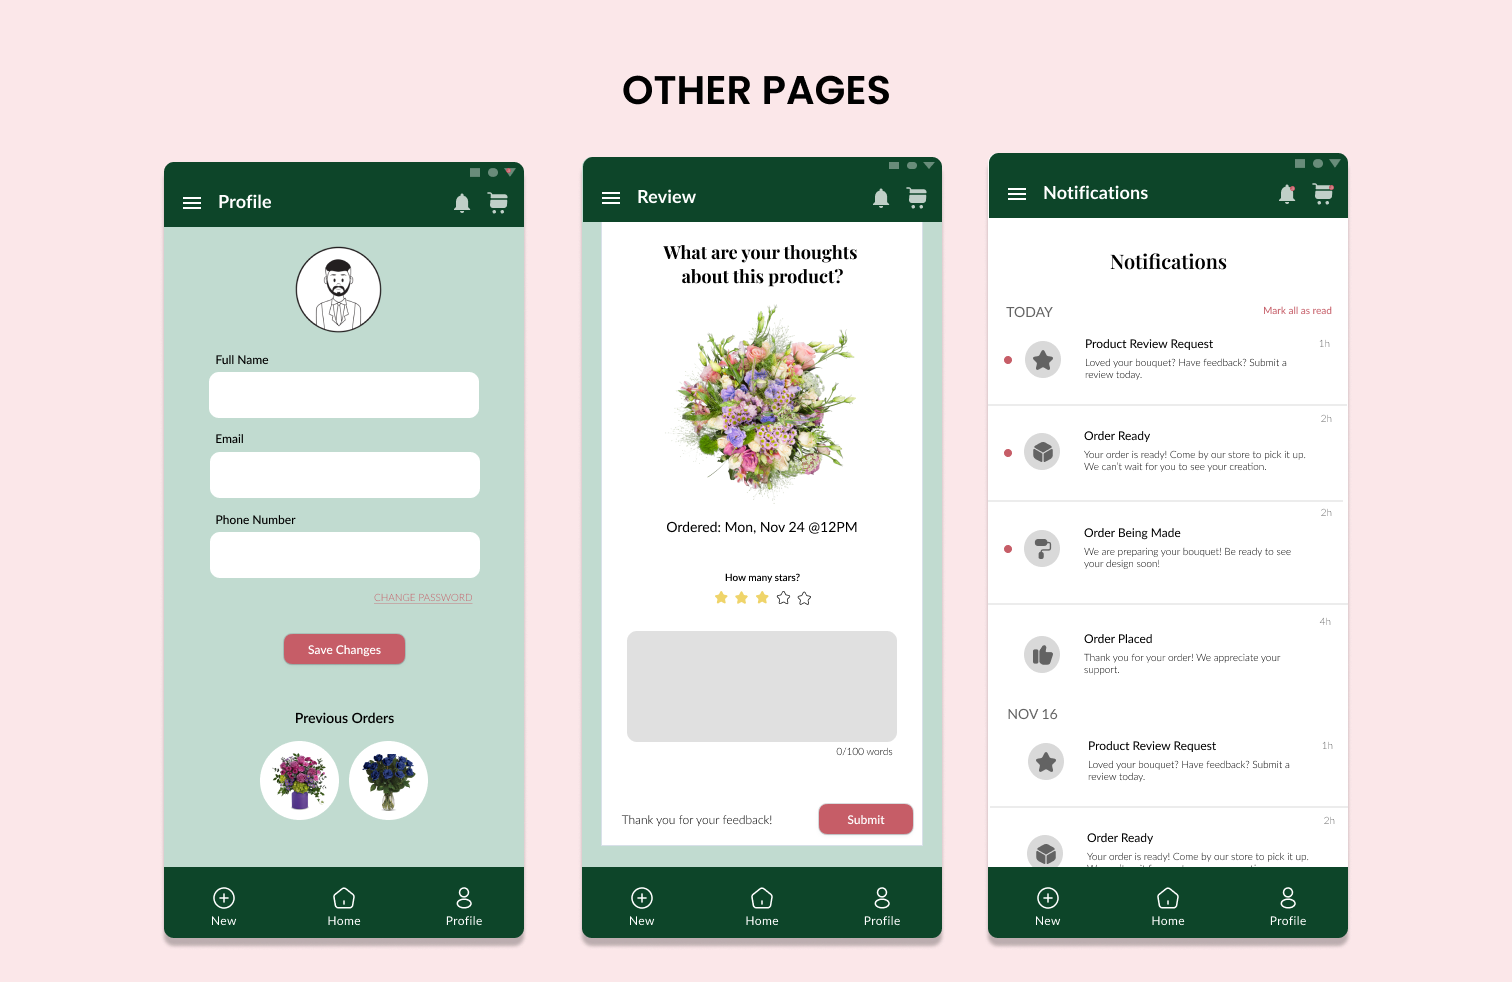 OTHER PAGES
Profile
Full Name
Email
Phone Number
CHANGE PASSWORD
Save Changes
Previous Orders
New
Home
Profile
Review
What are your thoughts
about this product?
Ordered: Mon, Nov 24 @12PM
How many stars?
0/100 words
Thank you for your feedback!
Submit
New
Home
Profile
Notifications
Notifications
TODAY
Mark all as read
Product Review Request
1h
Loved your bouquet? Have feedback? Submit a
review today.
2h
Order Ready
Your order is ready! Come by our store to pick it up.
We can't wait for you to see your creation.
2h
Order Being Made
We are preparing your bouquet! Be ready to see
your design soon!
4h
Order Placed
Thank you for your order! We appreciate your
support.
NOV 16
Product Review Request
1h
Loved your bouquet? Have feedback? Submit a
review today.
2h
Order Ready
Your order is ready! Come by our store to pick it up.
New
Home
Profile